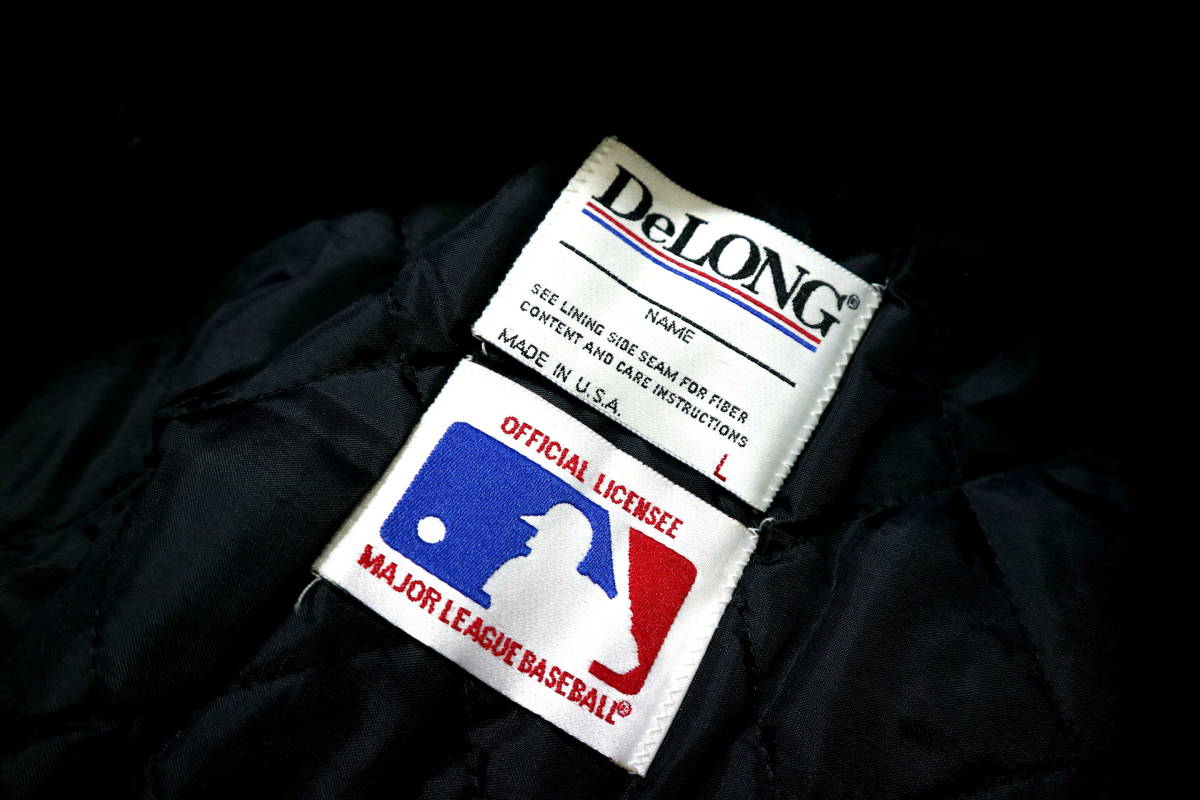 DeLONG®
NAME
SEE LINING SIDE SEAM FOR FIBER
CONTENT AND CARE INSTRUCTIONS
MADE IN U.S.A.
L
OFFICIAL LICENSEE
MAJOR LEAGUE BASEBALL®